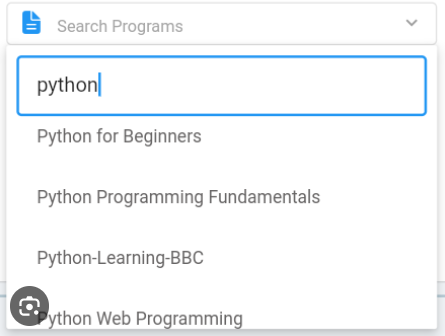 Search Programs
python
Python for Beginners
Python Programming Fundamentals
Python-Learning-BBC
Python Web Programming